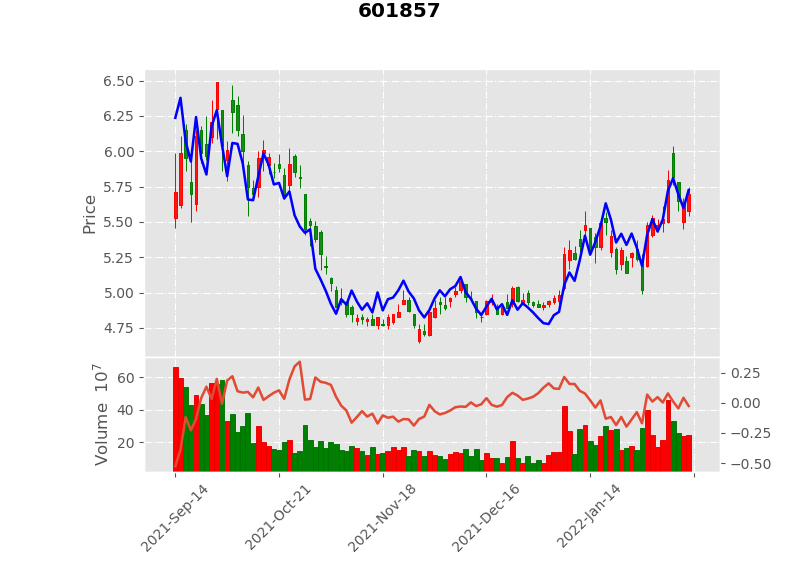 601857
Price
6.50
6.25
6.00
5.75
5.50
5.25
5.00
4.75
Volume 10^7
60
40
20
0.25
0.00
−0.25
−0.50
2021-Sep-14
2021-Oct-21
2021-Nov-18
2021-Dec-16
2022-Jan-14